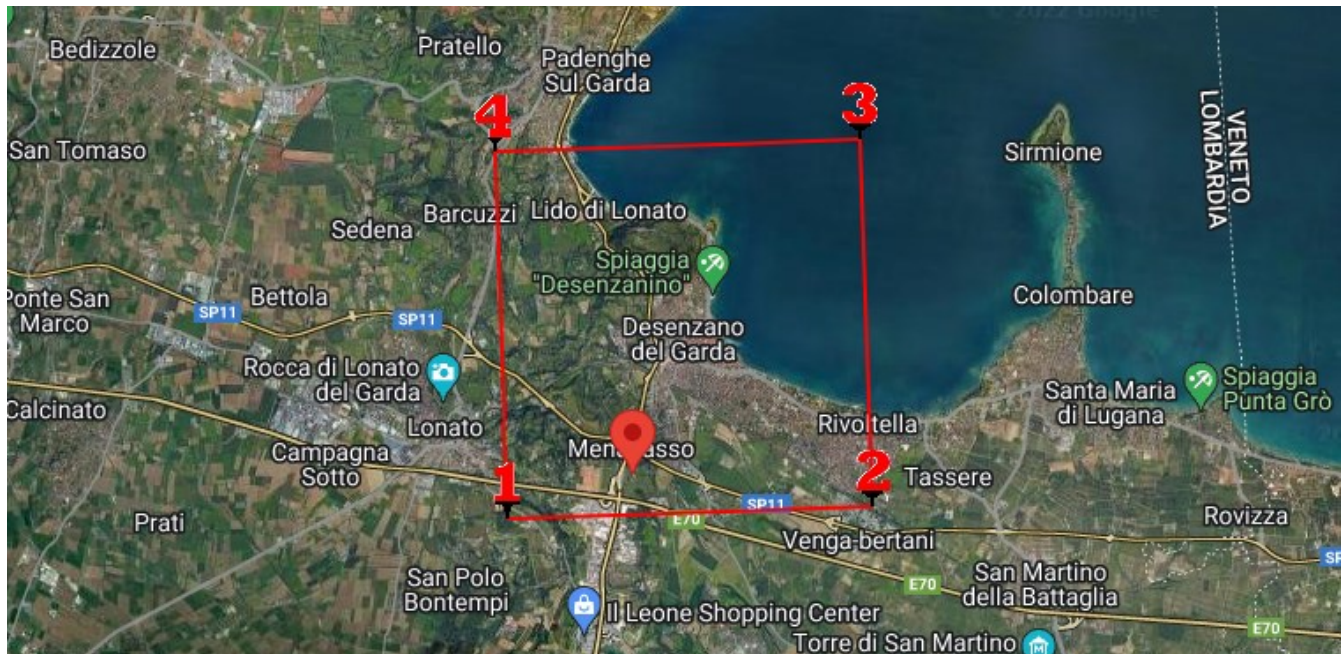 © 2022 Google
Bedizzole
Pratello
Padenghe
Sul Garda
4
3
San Tomaso
Sirmione
VENETO
LOMBARDIA
Barcuzzi
Lido di Lonato
Sedena
Spiaggia
"Desenzanino"
Ponte San
Marco
Bettola
SP11
SP11
Colombare
Desenzano
del Garda
Rocca di Lonato
del Garda
Spiaggia
Punta Grò
Santa Maria
di Lugana
Calcinato
Lonato
Rivoltella
Campagna
Sotto
1
2
Tassere
SP11
E70
Prati
Rovizza
Venga-bertani
SP
San Polo
Bontempi
E70
San Martino
della Battaglia
Il Leone Shopping Center
E70
Torre di San Martino